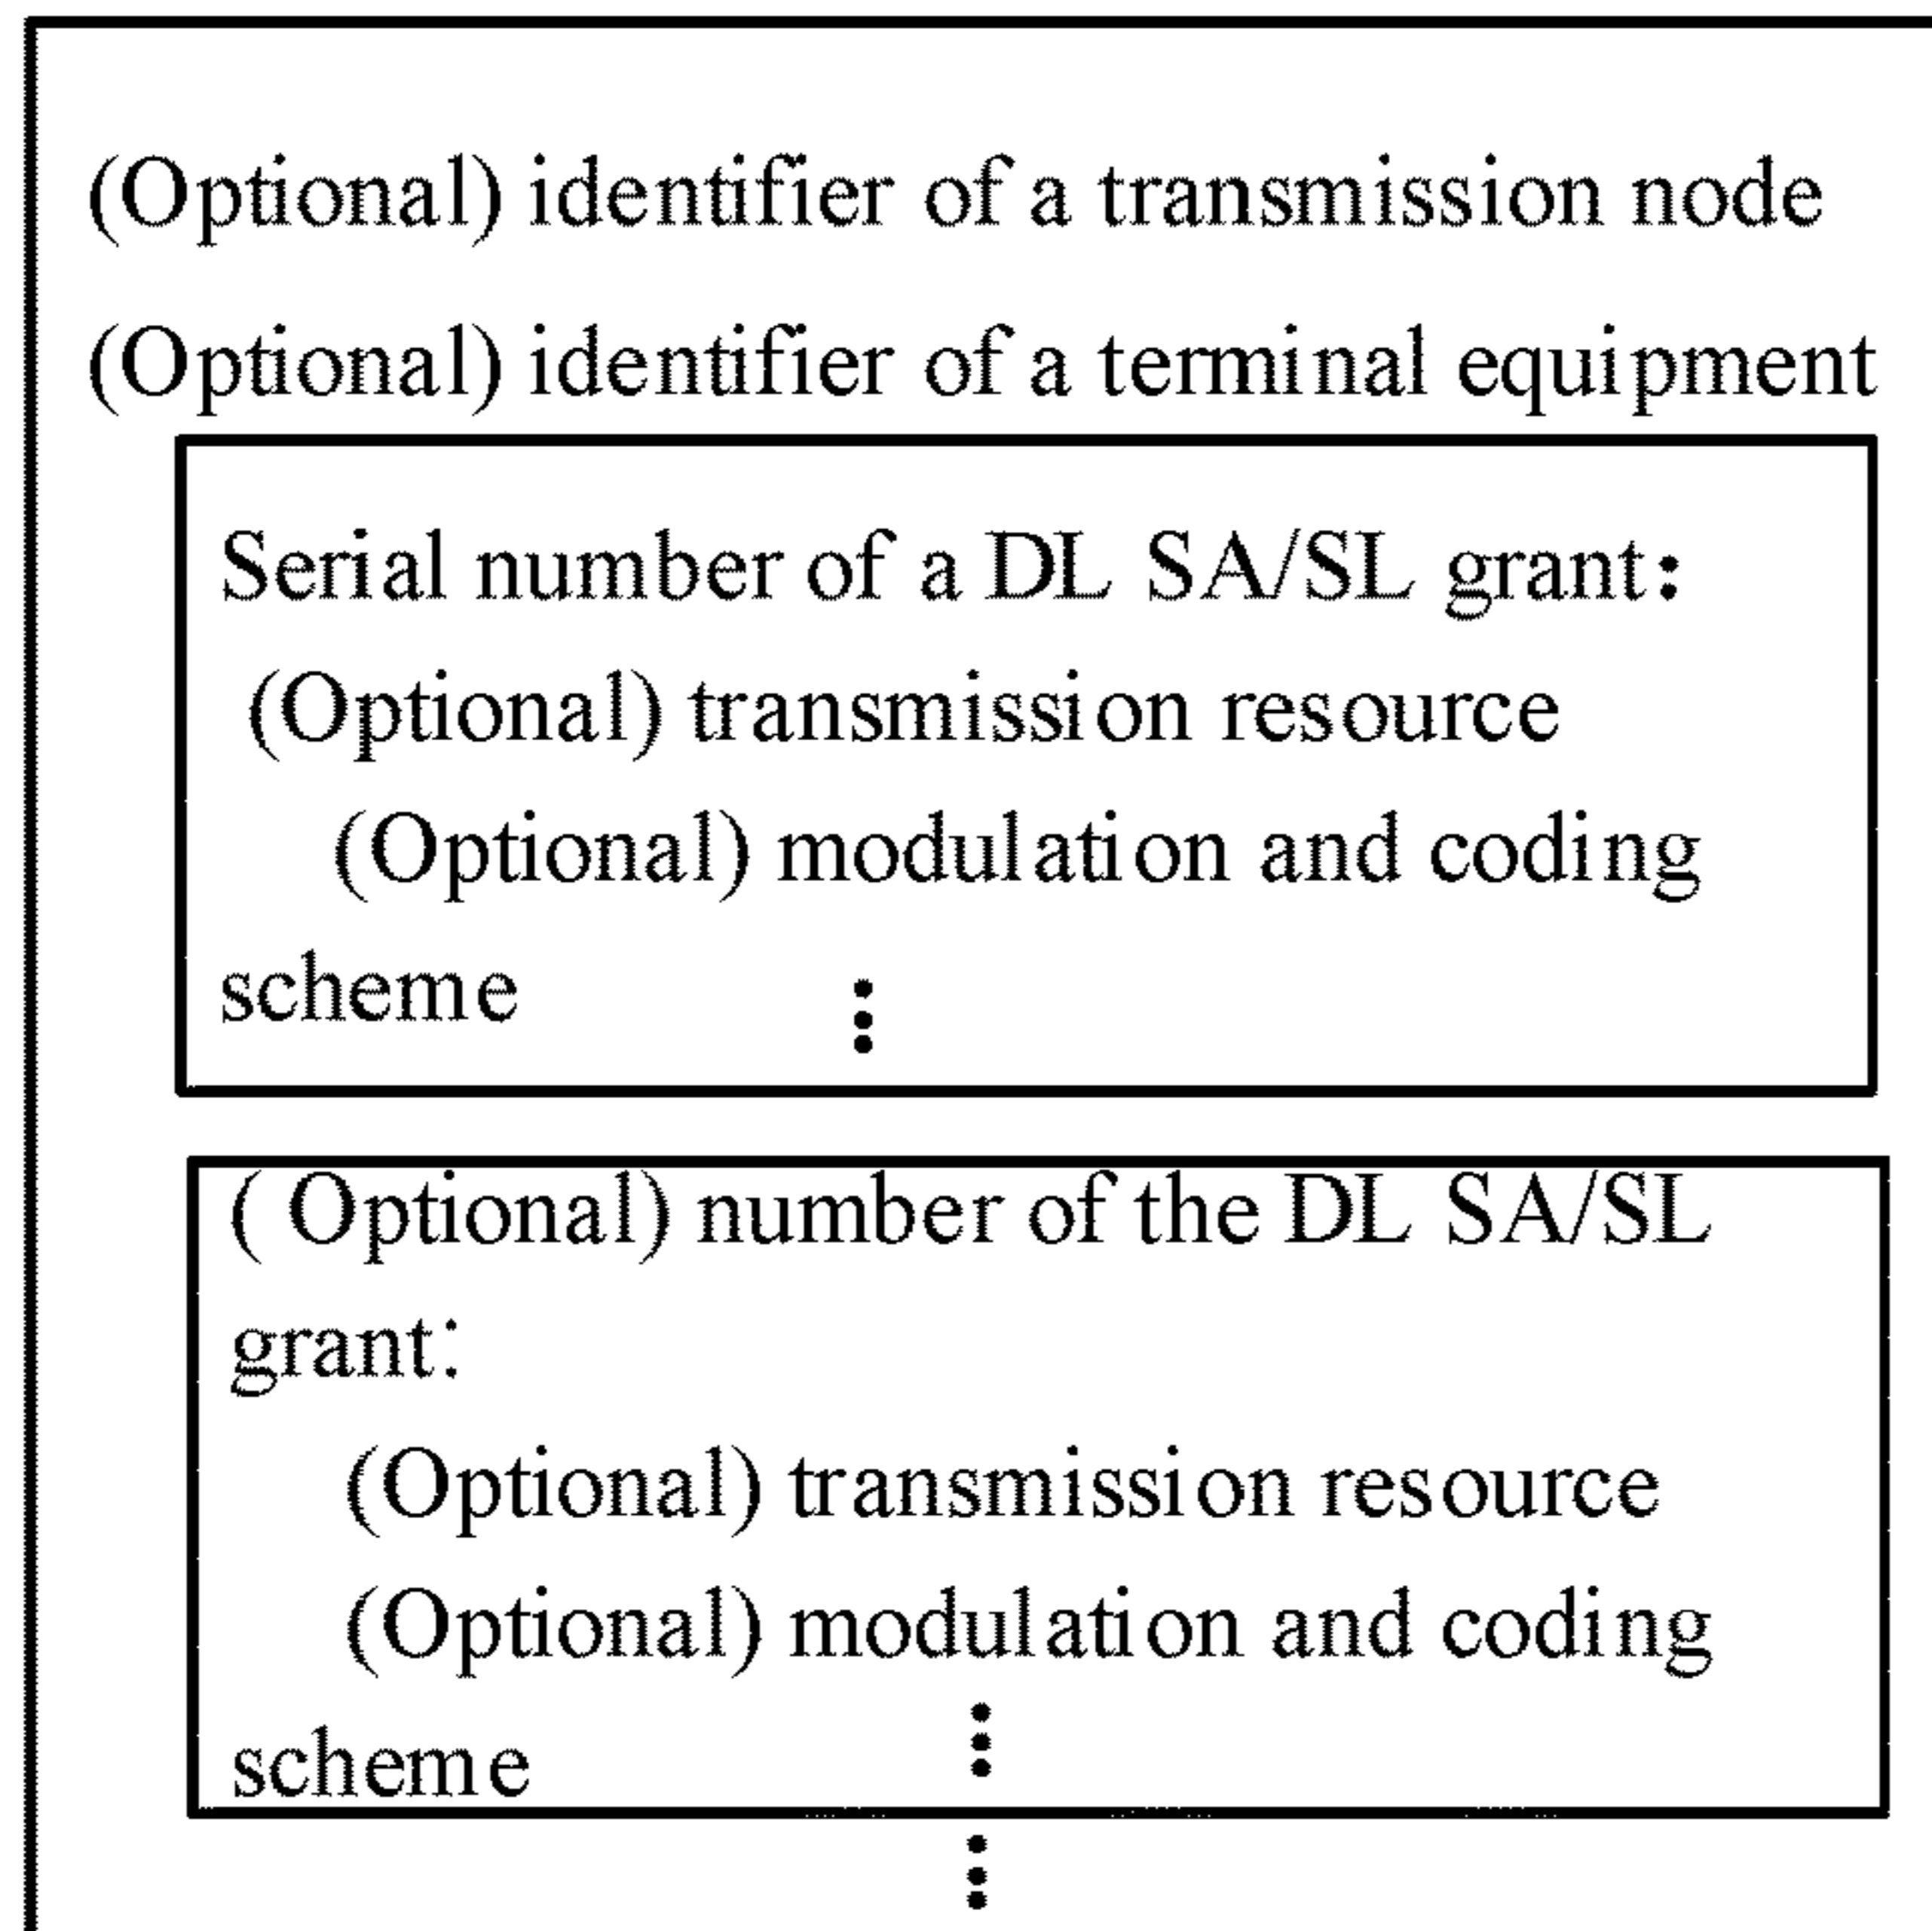 (Optional) identifier of a transmission node
(Optional) identifier of a terminal equipment
Serial number of a DL SA/SL grant:
(Optional) transmission resource
(Optional) modulation and coding
scheme
( Optional) number of the DL SA/SL
grant:
(Optional) transmission resource
(Optional) modulation and coding
scheme